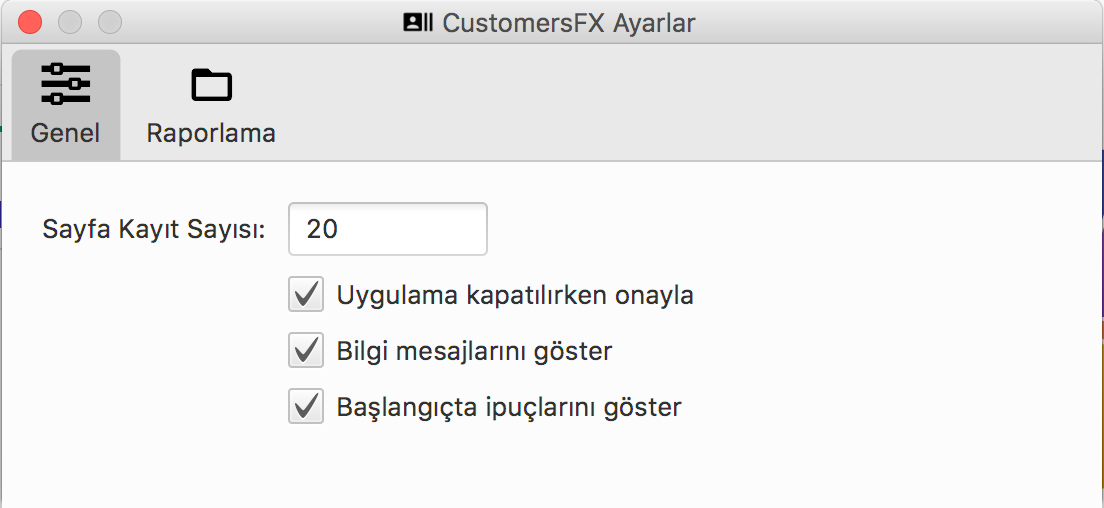 CustomersFX Ayarlar
Genel
Raporlama
Sayfa Kayıt Sayısı:
20
Uygulama kapatılırken onayla
Bilgi mesajlarını göster
Başlangıçta ipuçlarını göster